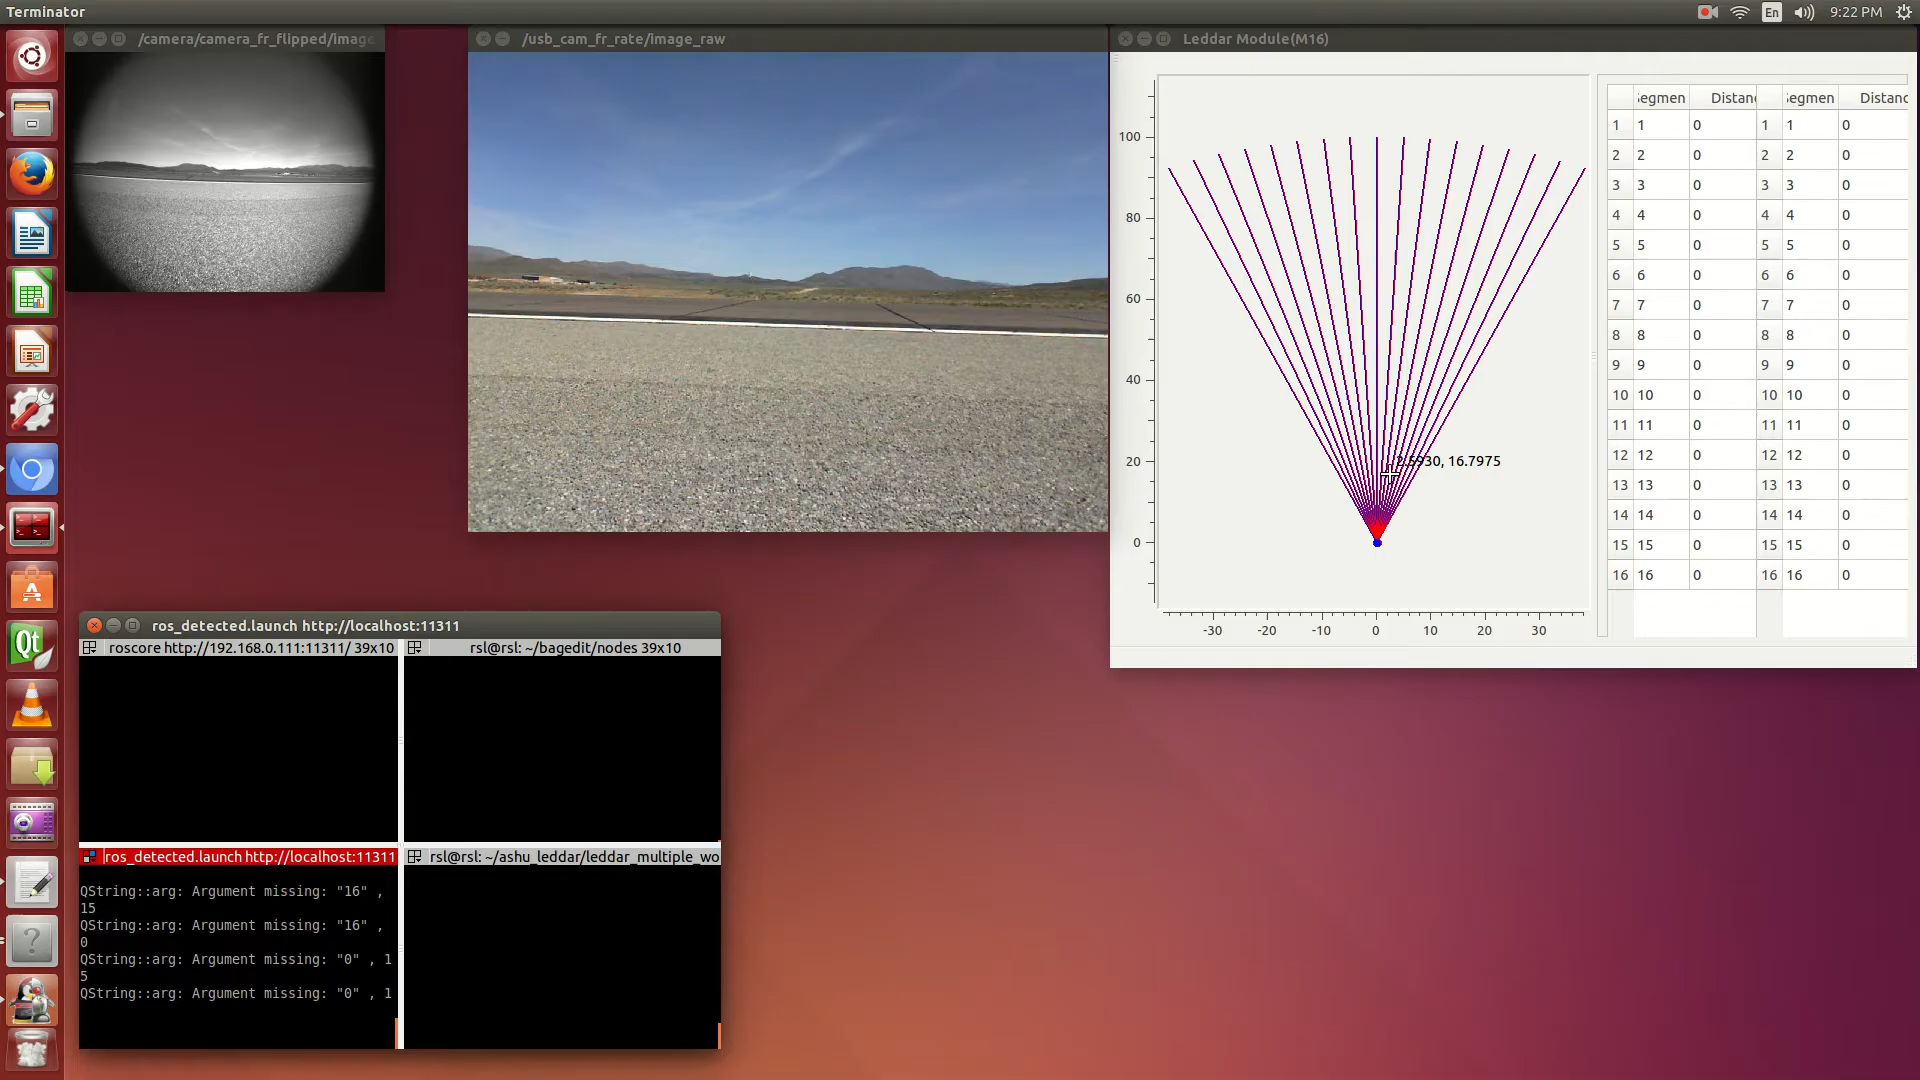 Terminator
En
9:22 PM
/camera/camera_fr_flipped/imag
/usb_cam_fr_rate/image_raw
Leddar Module(M16)
100
80
60
40
20
0
-30 -20 -10 0 10 20 30
16.7975
Distan Distanc
1 1 0 1 1 0
2 2 0 2 2 0
3 3 0 3 3 0
4 4 0 4 4 0
5 5 0 5 5 0
6 6 0 6 6 0
7 7 0 7 7 0
8 8 0 8 8 0
9 9 0 9 9 0
10 10 0 10 10 0
11 11 0 11 11 0
12 12 0 12 12 0
13 13 0 13 13 0
14 14 0 14 14 0
15 15 0 15 15 0
16 16 0 16 16 0
ros_detected.launch http://localhost:11311
roscore http://192.168.0.111:11311/ 39x10
rsl@rsl: ~/bagedit/nodes 39x10
ros_detected.launch http://localhost:11311
QString::arg: Argument missing: "16" ,
15
QString::arg: Argument missing: "16" ,
0
QString::arg: Argument missing: "0" , 1
5
QString::arg: Argument missing: "0" , 1
rsl@rsl: ~/ashu_leddar/leddar_multiple_wo